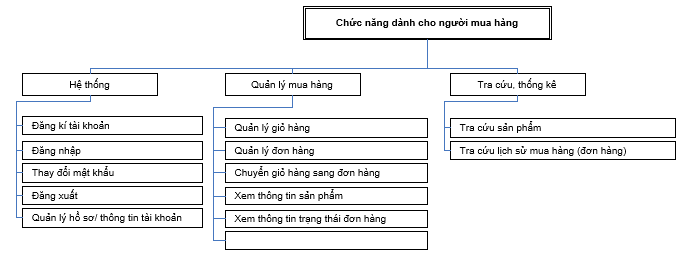 Chức năng dành cho người mua hàng
Hệ thống
Quản lý mua hàng
Tra cứu, thống kê
Đăng kí tài khoản
Đăng nhập
Thay đổi mật khẩu
Đăng xuất
Quản lý hồ sơ/ thông tin tài khoản
Quản lý giỏ hàng
Quản lý đơn hàng
Chuyển giỏ hàng sang đơn hàng
Xem thông tin sản phẩm
Xem thông tin trạng thái đơn hàng
Tra cứu sản phẩm
Tra cứu lịch sử mua hàng (đơn hàng)